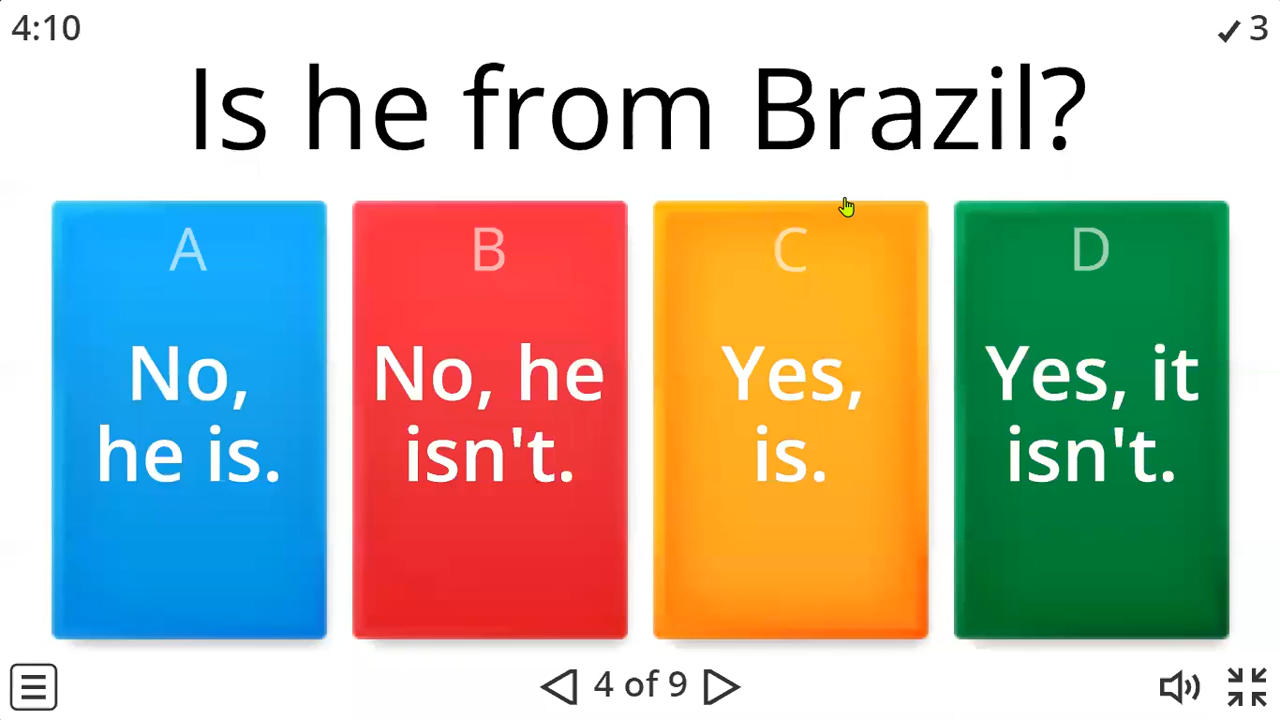 4:10
✓ 3
Is he from Brazil?
A
No,
he is.
B
No, he
isn't.
C
Yes,
is.
D
Yes, it
isn't.
4 of 9